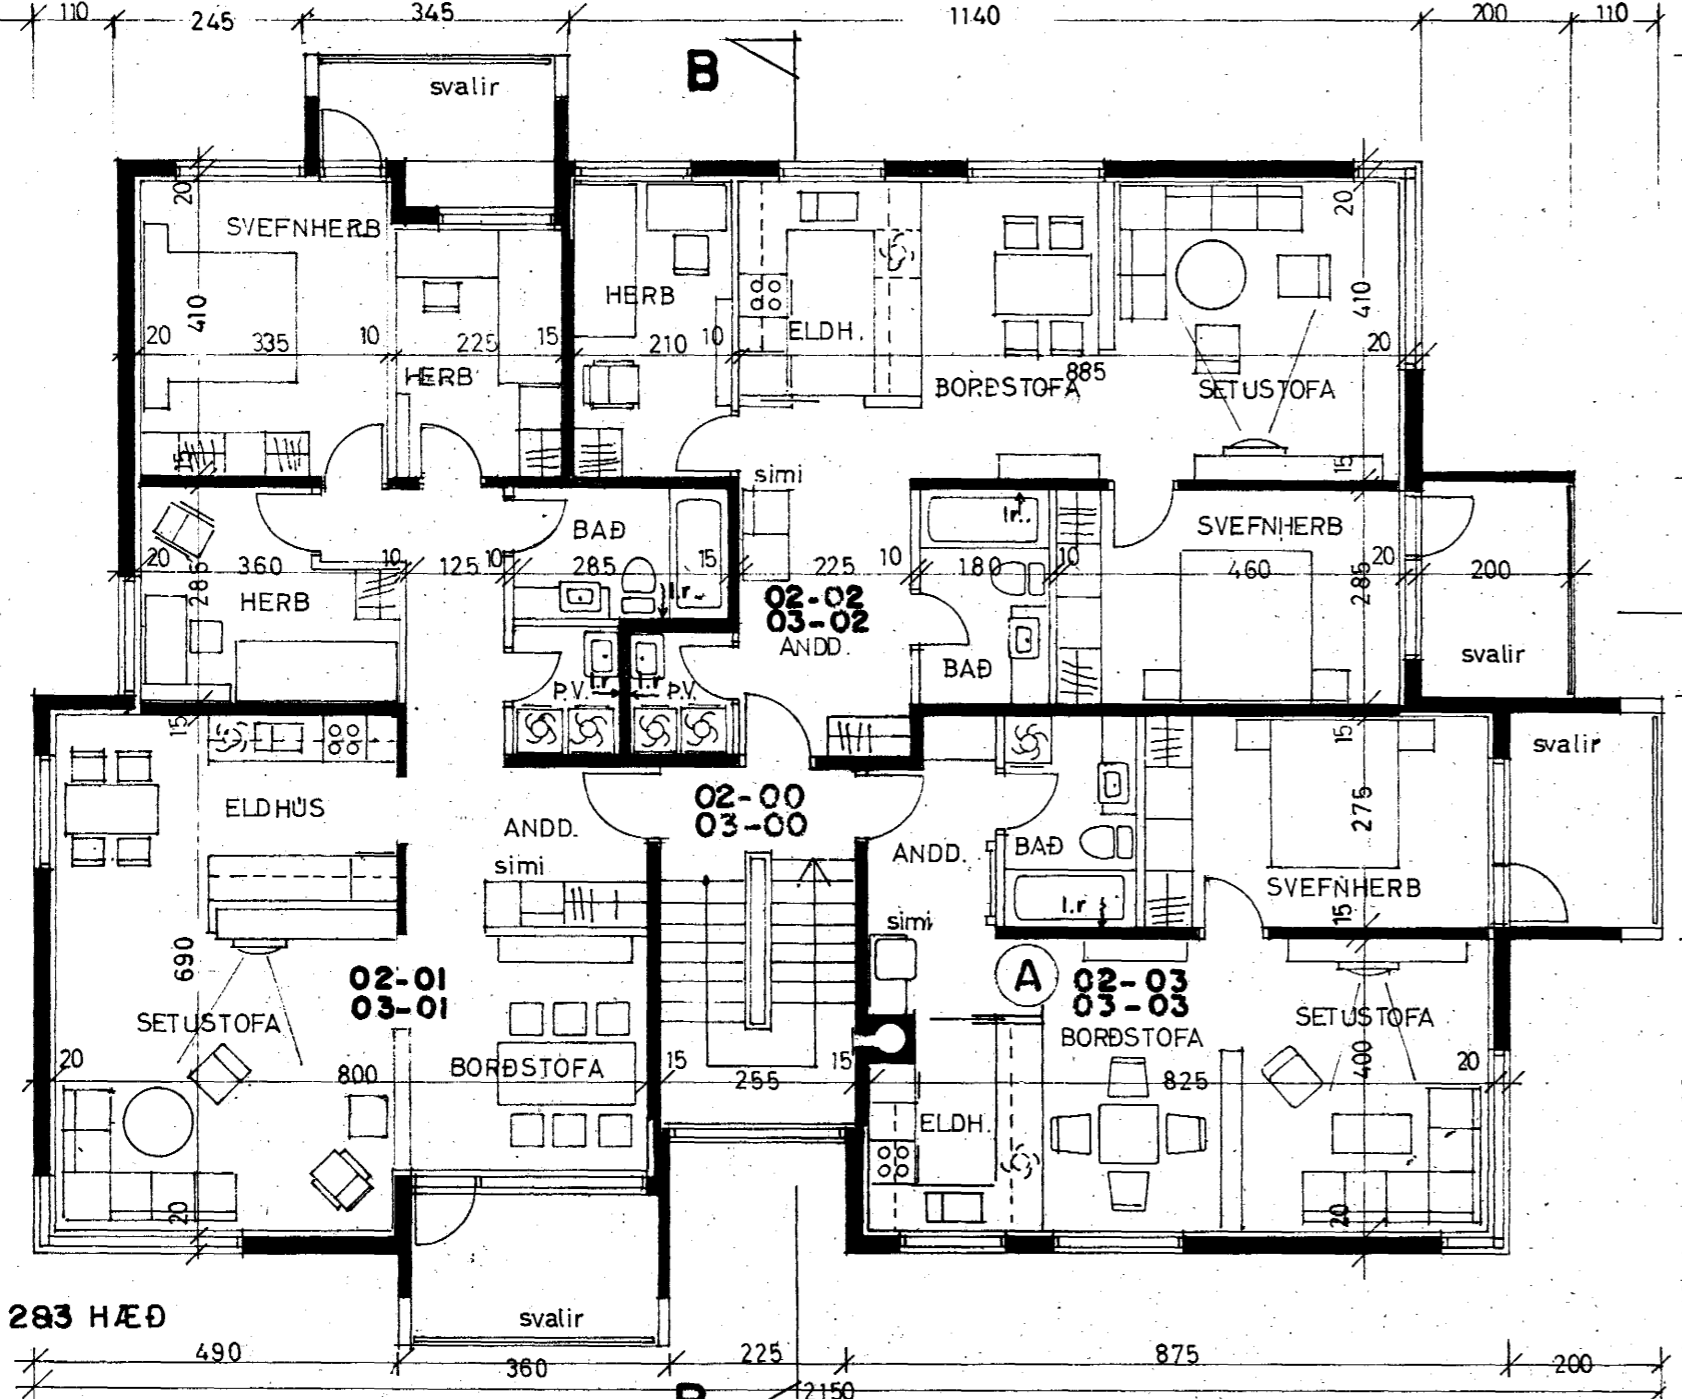 110 245 345 1140 200 110
B
svalir
20 SVEFNHERB 20
HERB
410 ELDH. 410
20 335 10 225 15 210 10 885 20
HERB BORÐSTOFA SETUSTOFA
15 simi 15
BAÐ l.r. SVEFNHERB
20 360 10 125 10 285 15 225 10 180 10 460 20 200
285 HERB l.r. 02-02 285
03-02
ANDD. BAÐ svalir
Þ.V. l.r l.r Þ.V.
15 15 svalir
ELDHÚS 02-00 275
ANDD. 03-00 ANDD. BAÐ
simi SVEFNHERB
l.r 15
simi
690 02-01 A 02-03
03-01 03-03
SETUSTOFA BORÐSTOFA SETUSTOFA
20 800 BORÐSTOFA 15 255 15 825 400 20
ELDH.
20 20
283 HÆÐ svalir
490 360 225 875 200
B 2150